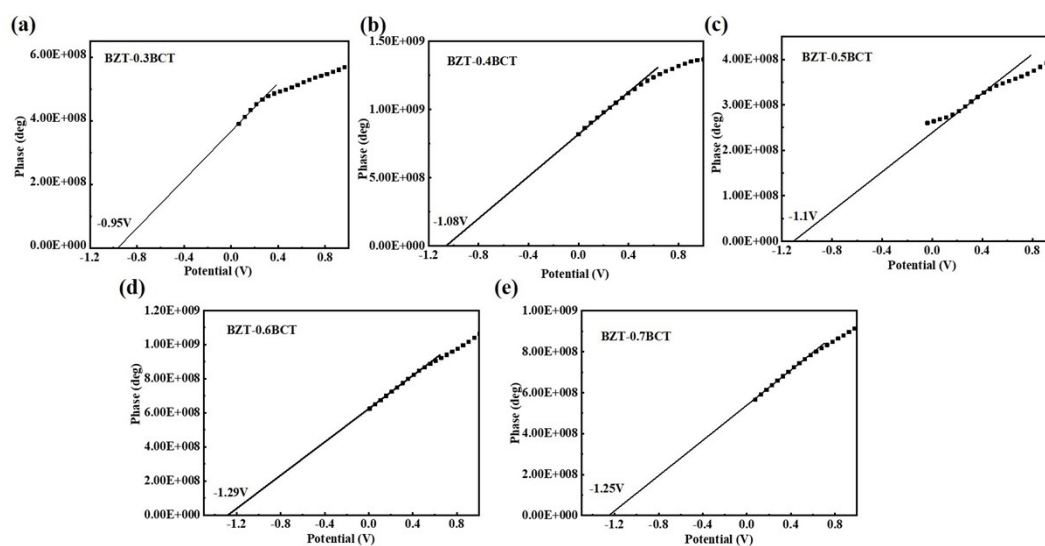 (a)
BZT-0.3BCT
6.00E+008
4.00E+008
2.00E+008
0.00E+000
Phase (deg)
-0.95V
-1.2 -0.8 -0.4 0.0 0.4 0.8
Potential (V)
(b)
BZT-0.4BCT
1.50E+009
1.00E+009
5.00E+008
0.00E+000
Phase (deg)
-1.08V
-1.2 -0.8 -0.4 0.0 0.4 0.8
Potential (V)
(c)
BZT-0.5BCT
4.00E+008
3.00E+008
2.00E+008
1.00E+008
0.00E+000
Phase (deg)
-1.1V
-1.2 -0.8 -0.4 0.0 0.4 0.8
Potential (V)
(d)
BZT-0.6BCT
1.20E+009
1.00E+009
8.00E+008
6.00E+008
4.00E+008
2.00E+008
0.00E+000
Phase (deg)
-1.29V
-1.2 -0.8 -0.4 0.0 0.4 0.8
Potential (V)
(e)
BZT-0.7BCT
1.00E+009
8.00E+008
6.00E+008
4.00E+008
2.00E+008
0.00E+000
Phase (deg)
-1.25V
-1.2 -0.8 -0.4 0.0 0.4 0.8
Potential (V)